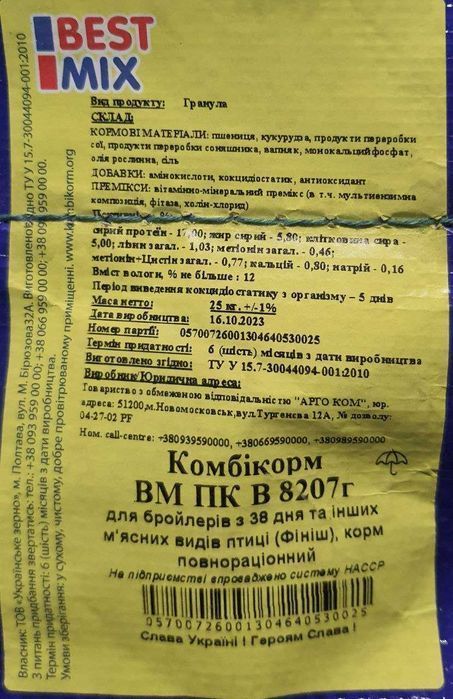 BEST
MIX
Вид продукту: Гранула
СКЛАД:
КОРМОВІ МАТЕРІАЛИ: пшениця, кукурудза, продукти переробки
сої, продукти переробки соняшника, вапняк, монокальційфосфат,
олія рослинна, сіль
ДОБАВКИ: амінокислоти, кокцидіостатик, антиоксидант
ПРЕМІКСИ: вітамінно-мінеральний премікс (в т.ч. мультиензимна
композиція, фітаза, холін-хлорид)
сирий протеїн - 17,00; жир сирий - 5,80; клітковина сира -
5,00; лізин загал. - 1,03; метіонін загал. - 0,46;
метіонін+Цистін загал. - 0,77; кальцій - 0,80; натрій - 0,16
Вміст вологи, % не більше : 12
Період виведення кокцидіостатику з організму – 5 днів
Маса нетто: 25 кг. +/-1%
Дата виробництва: 16.10.2023
Номер партії: 05700726001304640530025
Термін придатності: 6 (шість) місяців з дати виробництва
Виготовлено згідно: ТУ У 15.7-30044094-001:2010
Виробник/Юридична адреса:
Товариство з обмеженою відповідальністю "АРГО КОМ", юр.
адреса: 51200,м.Новомосковськ,вул.Тургенєва 12А, № дозволу:
04-27-02 PF
Ном. call-centre: +380939590000, +380669590000, +380989590000
Комбікорм
ВМ ПК В 8207г
для бройлерів з 38 дня та інших
м'ясних видів птиці (Фініш), корм
повнораціонний
На підприємстві впроваджено систему НАССР
05700726001304640530025
Слава Україні ! Героям Слава !
Власник: ТОВ «Українське зерно», м. Полтава, вул. М. Бірюзова32А. Виготовлено згідно ТУ У 15.7-30044094-001:2010
З питань придбання звертатись: тел.: +38 093 959 00 00; +38 066 959 00 00; +38 098 959 00 00. www.kombikorm.org
Термін придатності: 6 (шість) місяців з дати виробництва.
Умови зберігання: у сухому, чистому, добре провітрюваному приміщенні.